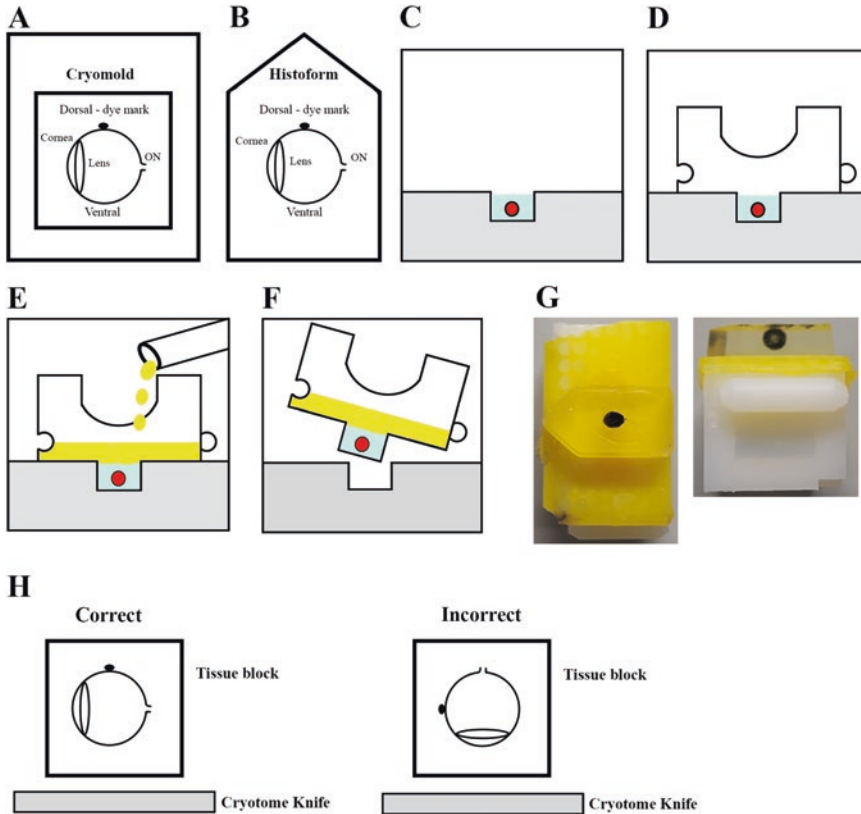 A
B
C
D
Cryomold
Dorsal - dye mark
Cornea
Lens
ON
Ventral
Histoform
Dorsal - dye mark
Cornea
Lens
ON
Ventral
E
F
G
H
Correct
Tissue block
Cryotome Knife
Incorrect
Tissue block
Cryotome Knife